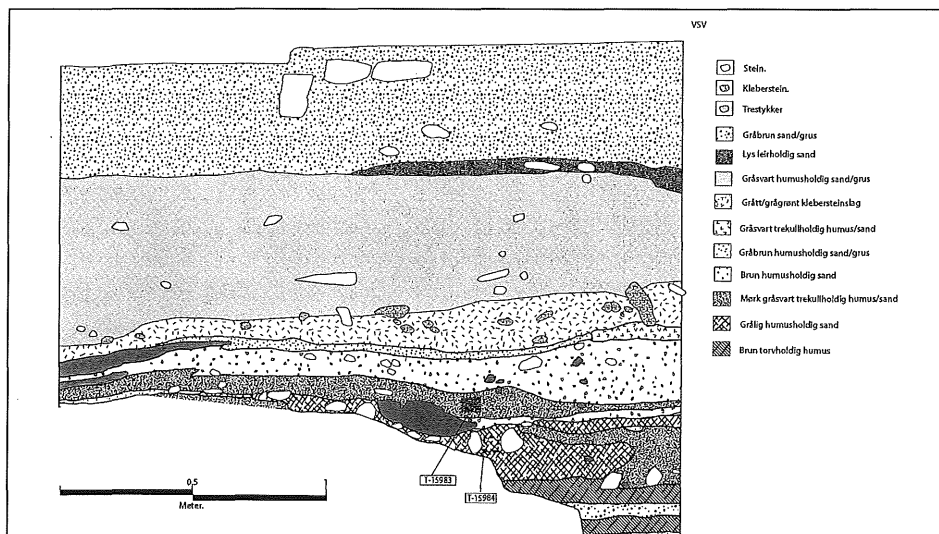 VSV
Stein.
Kleberstein.
Trestykker
Gråbrun sand/grus
Lys leirholdig sand
Gråsvart humusholdig sand/grus
Grått/grågrønt klebersteinslag
Gråsvart trekullholdig humus/sand
Gråbrun humusholdig sand/grus
Brun humusholdig sand
Mørk gråsvart trekullholdig humus/sand
Grålig humusholdig sand
Brun torvholdig humus
T-15983
T-15984
0,5 1
Meter.